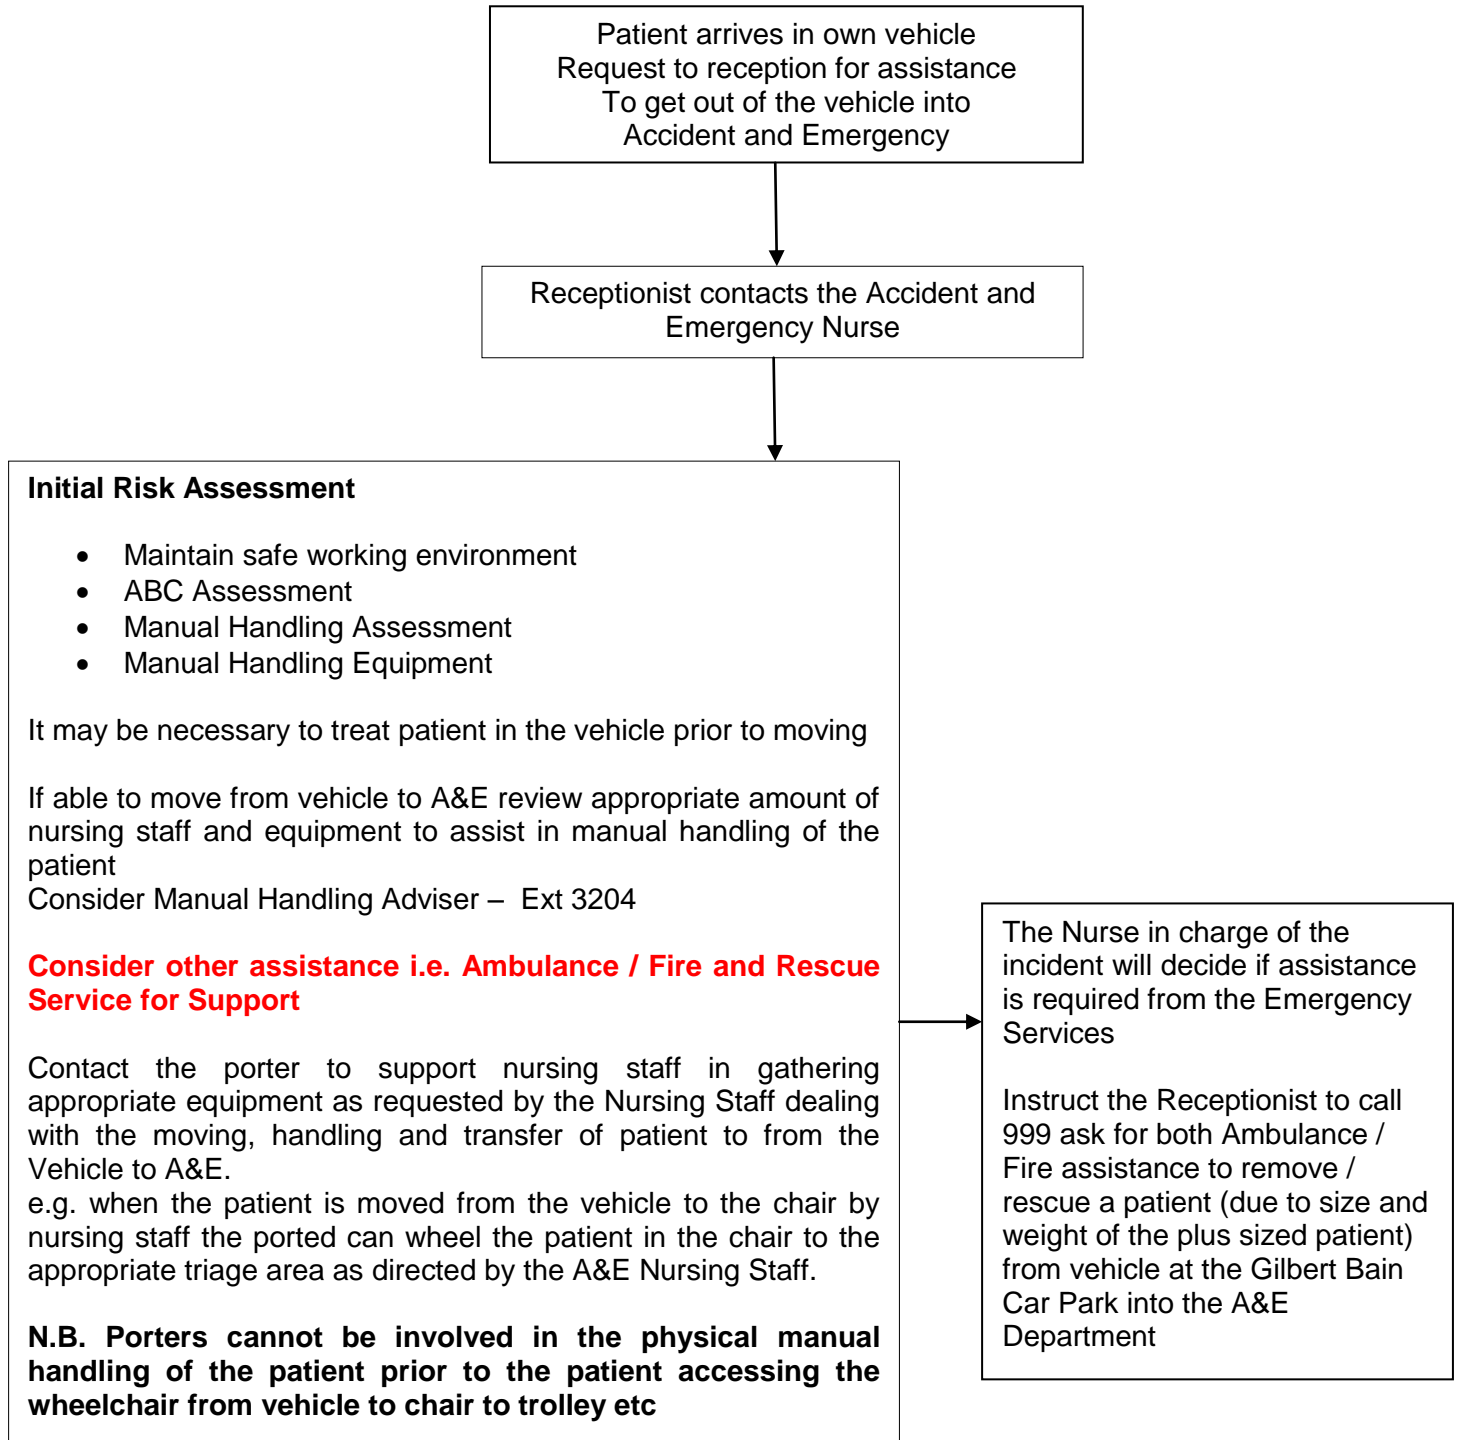 Patient arrives in own vehicle
Request to reception for assistance
To get out of the vehicle into
Accident and Emergency
Receptionist contacts the Accident and
Emergency Nurse
Initial Risk Assessment
• Maintain safe working environment
• ABC Assessment
• Manual Handling Assessment
• Manual Handling Equipment
It may be necessary to treat patient in the vehicle prior to moving
If able to move from vehicle to A&E review appropriate amount of
nursing staff and equipment to assist in manual handling of the
patient
Consider Manual Handling Adviser – Ext 3204
Consider other assistance i.e. Ambulance / Fire and Rescue
Service for Support
Contact the porter to support nursing staff in gathering
appropriate equipment as requested by the Nursing Staff dealing
with the moving, handling and transfer of patient to from the
Vehicle to A&E.
e.g. when the patient is moved from the vehicle to the chair by
nursing staff the ported can wheel the patient in the chair to the
appropriate triage area as directed by the A&E Nursing Staff.
N.B. Porters cannot be involved in the physical manual
handling of the patient prior to the patient accessing the
wheelchair from vehicle to chair to trolley etc
The Nurse in charge of the
incident will decide if assistance
is required from the Emergency
Services
Instruct the Receptionist to call
999 ask for both Ambulance /
Fire assistance to remove /
rescue a patient (due to size and
weight of the plus sized patient)
from vehicle at the Gilbert Bain
Car Park into the A&E
Department